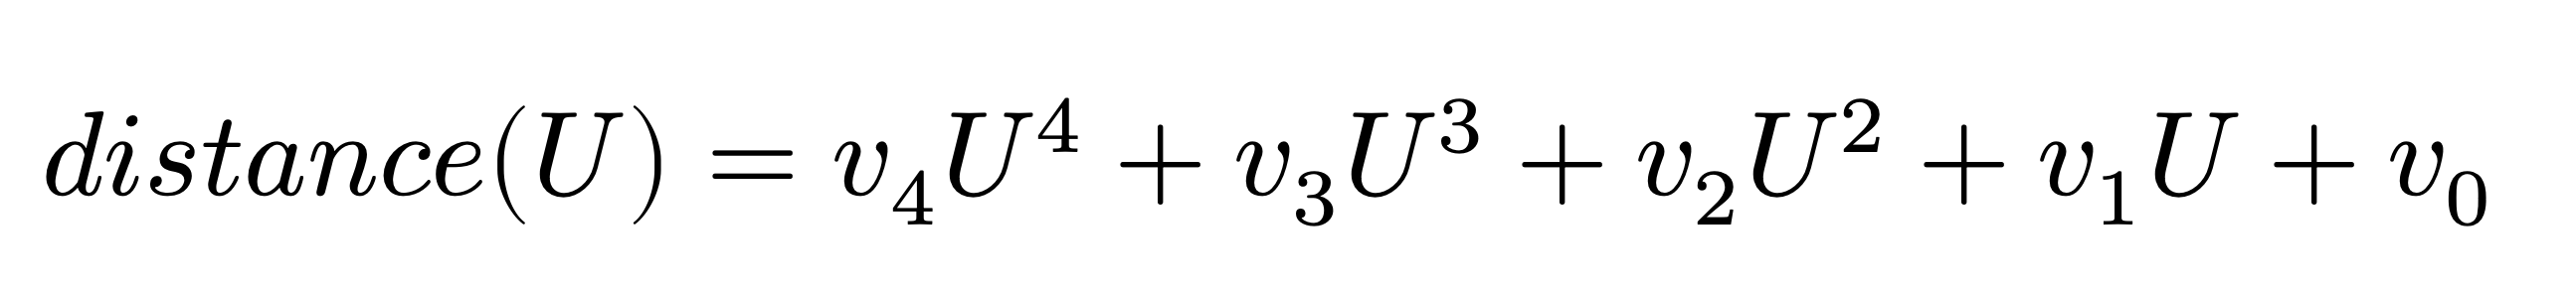 distance(U) = v₄U⁴ + v₃U³ + v₂U² + v₁U + v₀